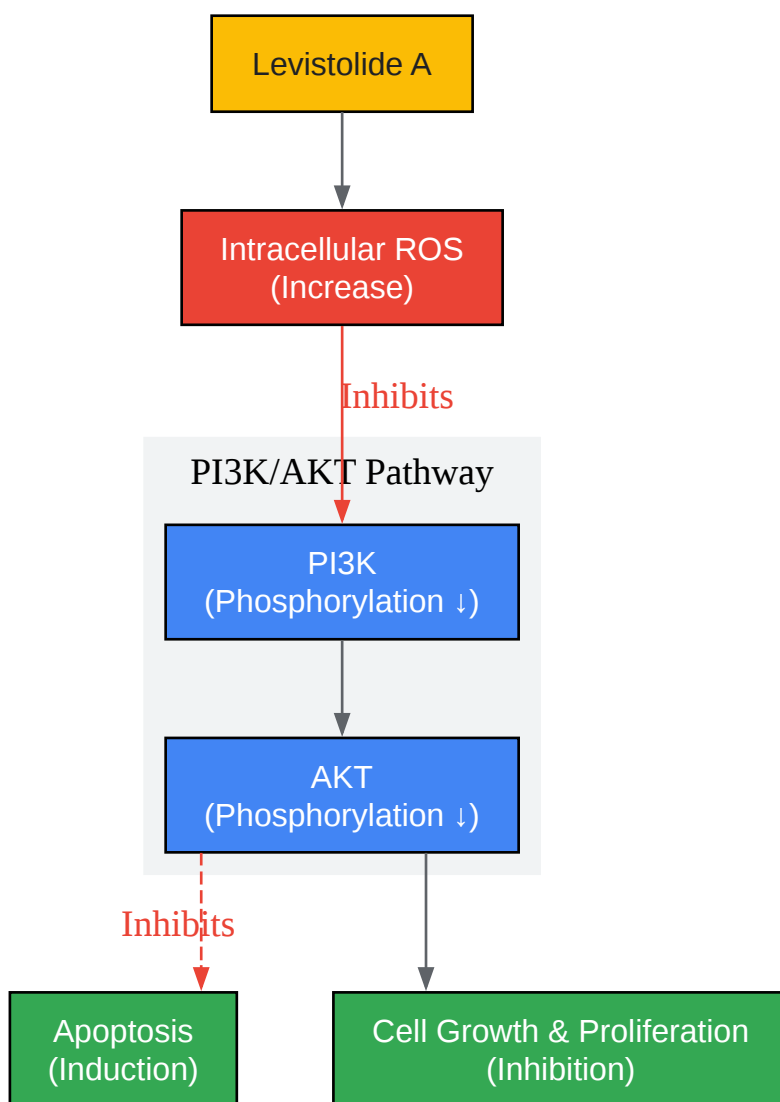 Levistolide A
Intracellular ROS
(Increase)
Inhibits
PI3K/AKT Pathway
PI3K
(Phosphorylation ↓)
AKT
(Phosphorylation ↓)
Inhibits
Apoptosis
(Induction)
Cell Growth & Proliferation
(Inhibition)